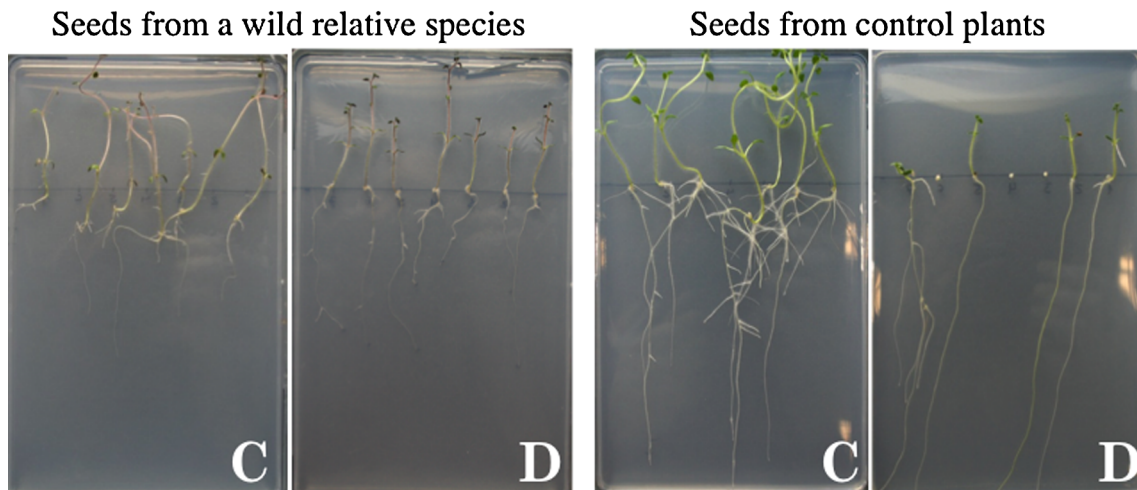 Seeds from a wild relative species
Seeds from control plants
C
D
C
D